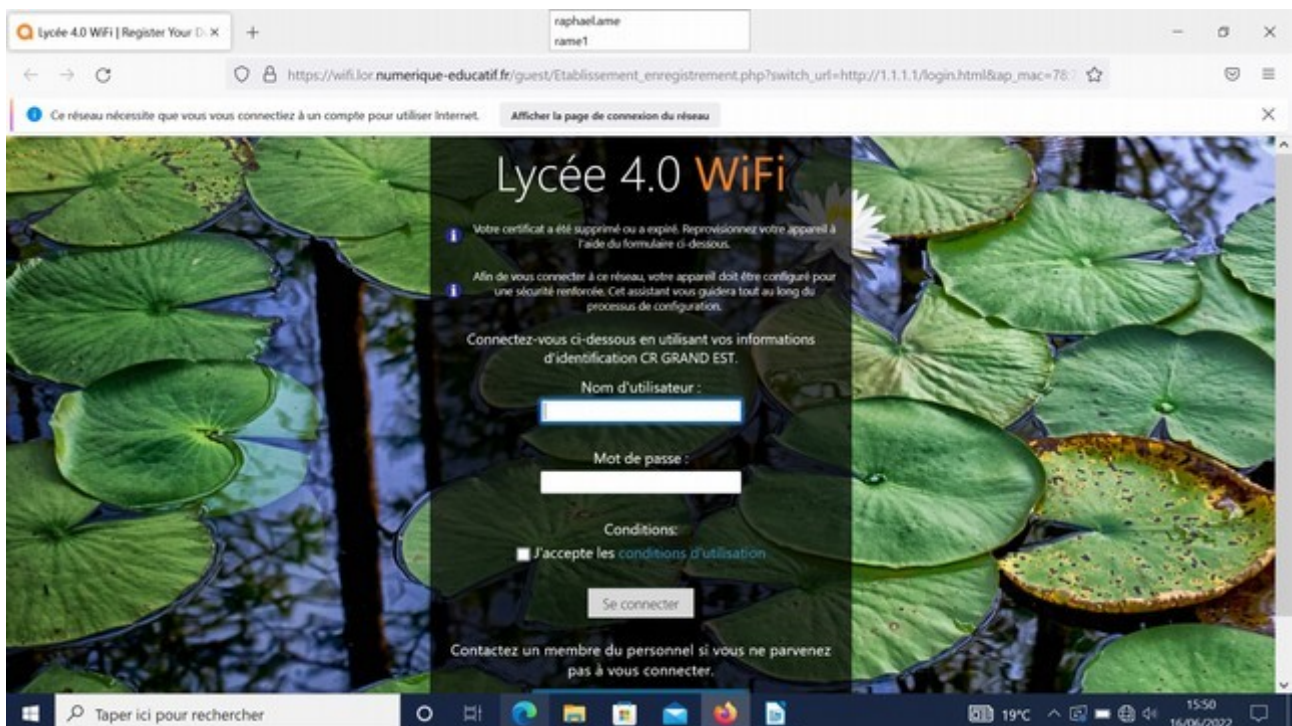 Lycée 4.0 WiFi | Register Your D
raphael.ame
rame1
https://wifi.lor.numerique-educatif.fr/guest/Etablissement_enregistrement.php?switch_url=http://1.1.1.1/login.html&ap_mac=78:
Ce réseau nécessite que vous vous connectiez à un compte pour utiliser Internet.
Afficher la page de connexion du réseau
Lycée 4.0 WiFi
Votre certificat a été supprimé ou a expiré. Reprovisionnez votre appareil à
l'aide du formulaire ci-dessous.
Afin de vous connecter à ce réseau, votre appareil doit être configuré pour
une sécurité renforcée. Cet assistant vous guidera tout au long du
processus de configuration.
Connectez-vous ci-dessous en utilisant vos informations
d'identification CR GRAND EST.
Nom d'utilisateur :
Mot de passe :
Conditions:
J'accepte les conditions d'utilisation
Se connecter
Contactez un membre du personnel si vous ne parvenez
pas à vous connecter.
Taper ici pour rechercher
19°C
15:50
16/06/2022